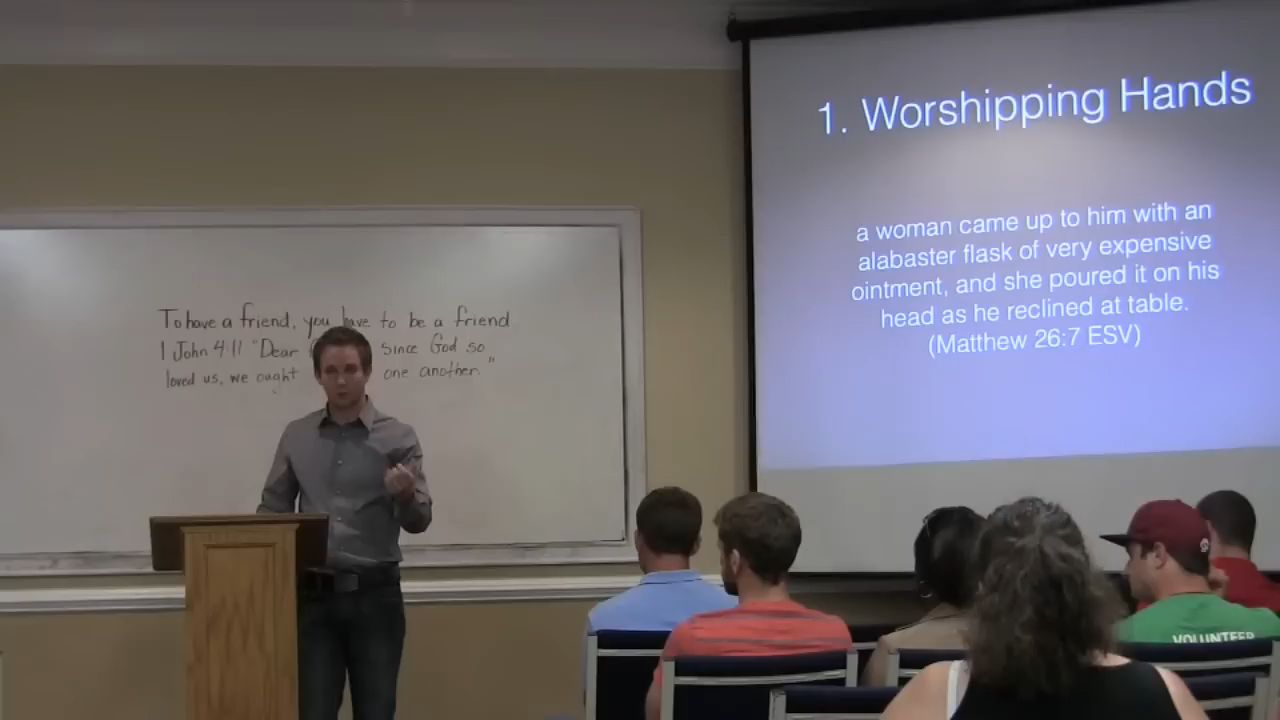 To have a friend, you have to be a friend
1 John 4:11 "Dear since God so
loved us, we ought one another."
1. Worshipping Hands
a woman came up to him with an
alabaster flask of very expensive
ointment, and she poured it on his
head as he reclined at table.
(Matthew 26:7 ESV)
VOLUNTEER